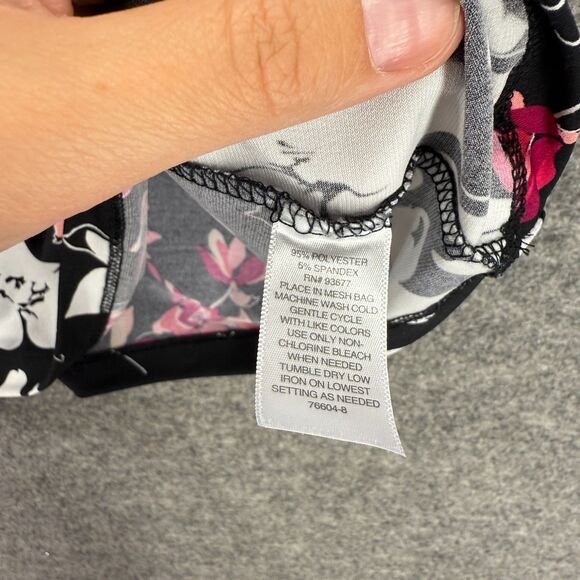 95% POLYESTER
5% SPANDEX
RN# 93677
PLACE IN MESH BAG
MACHINE WASH COLD
GENTLE CYCLE
WITH LIKE COLORS
USE ONLY NON-
CHLORINE BLEACH
WHEN NEEDED
TUMBLE DRY LOW
IRON ON LOWEST
SETTING AS NEEDED
76604-8